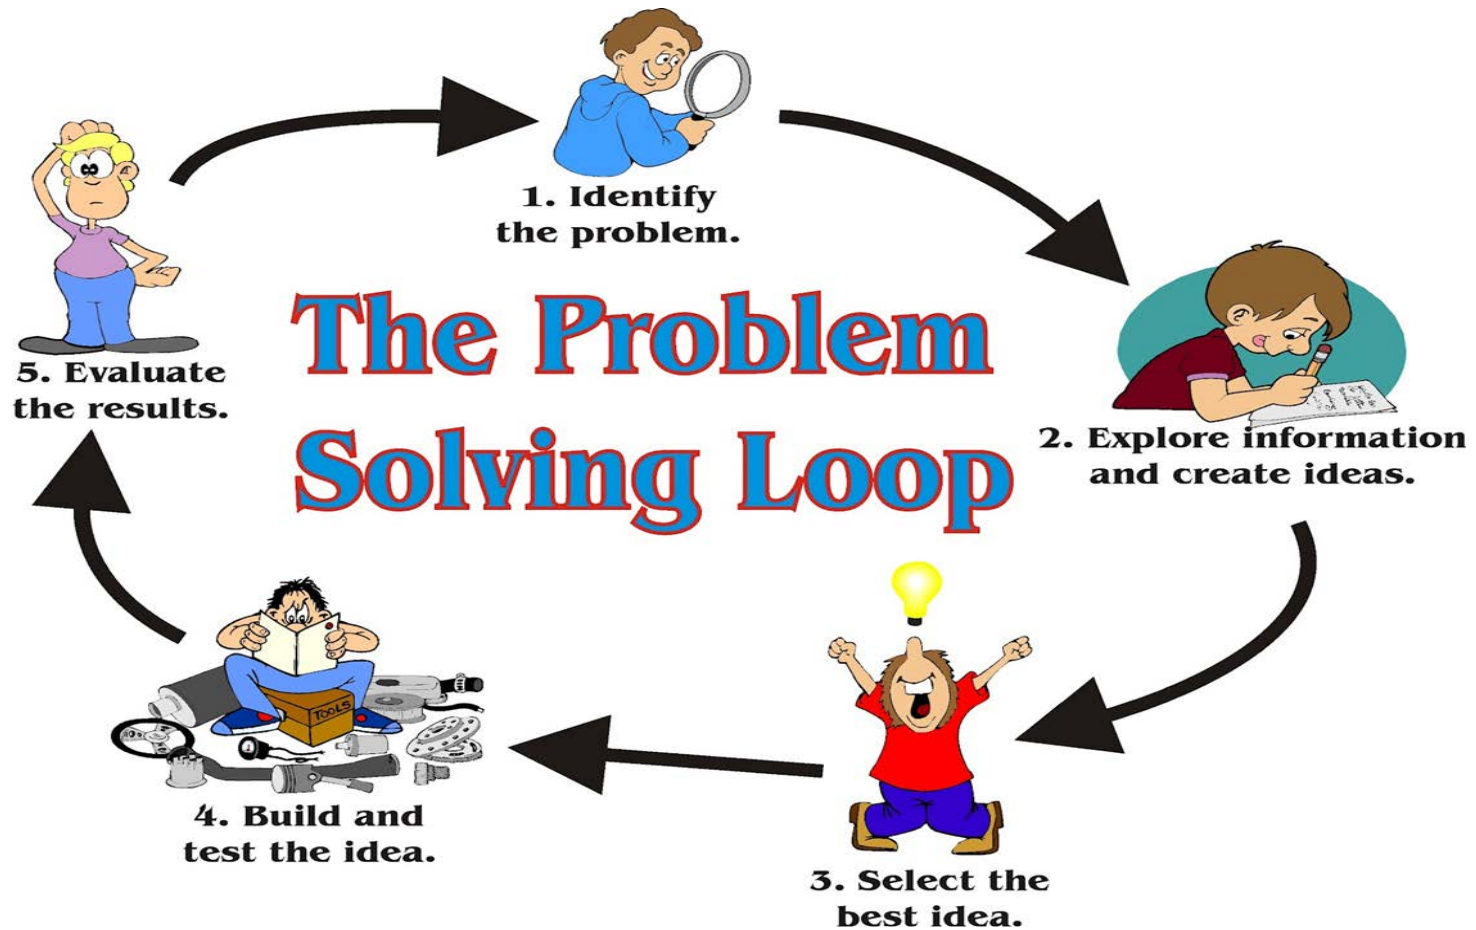 The Problem
Solving Loop
1. Identify
the problem.
2. Explore information
and create ideas.
3. Select the
best idea.
4. Build and
test the idea.
TOOLS
5. Evaluate
the results.